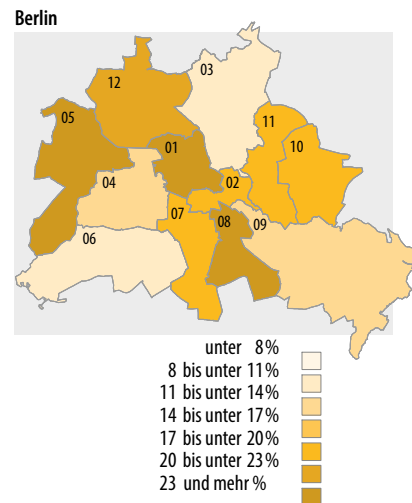 Berlin
03
12
05
11
01
10
04
02
07
08
09
06
unter 8%
8 bis unter 11%
11 bis unter 14%
14 bis unter 17%
17 bis unter 20%
20 bis unter 23%
23 und mehr %